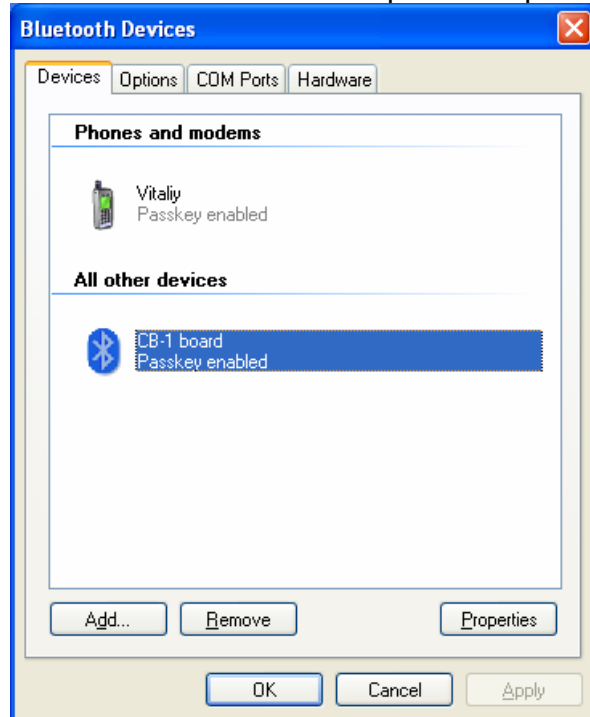 Bluetooth Devices
Devices Options COM Ports Hardware
Phones and modems
Vitaliy
Passkey enabled
All other devices
CB-1 board
Passkey enabled
Add... Remove Properties
OK Cancel Apply